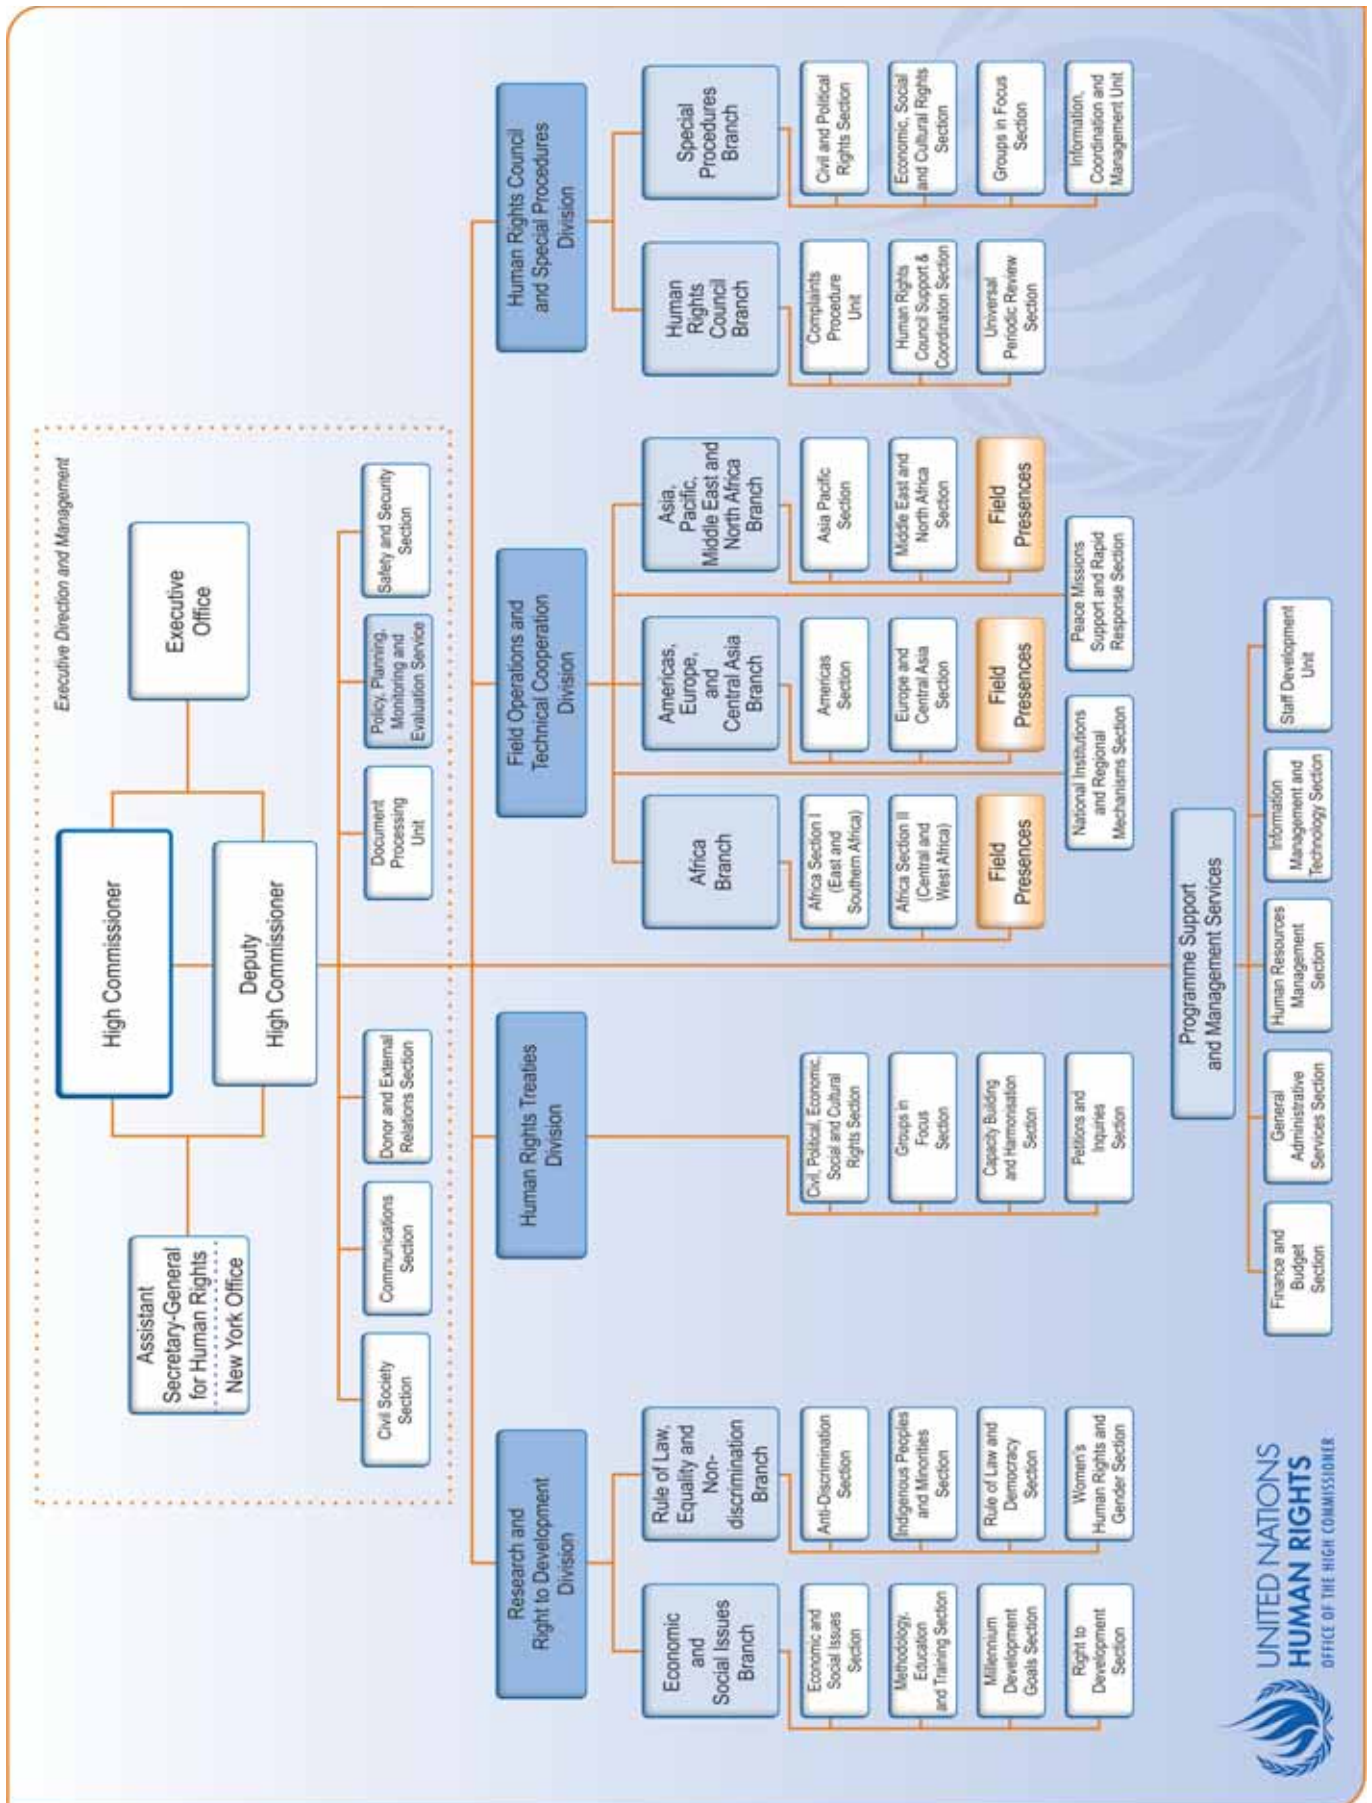 Executive Direction and Management
High Commissioner
Assistant
Secretary-General
for Human Rights
New York Office
Executive
Office
Deputy
High Commissioner
Civil Society
Section
Communications
Section
Donor and External
Relations Section
Document
Processing
Unit
Policy, Planning,
Monitoring and
Evaluation Service
Safety and Security
Section
Research and
Right to Development
Division
Human Rights Treaties
Division
Field Operations and
Technical Cooperation
Division
Human Rights Council
and Special Procedures
Division
Economic
and
Social Issues
Branch
Economic and
Social Issues
Section
Methodology,
Education
and Training Section
Millennium
Development
Goals Section
Right to
Development
Section
Rule of Law,
Equality and
Non-
discrimination
Branch
Anti-Discrimination
Section
Indigenous Peoples
and Minorities
Section
Rule of Law and
Democracy
Section
Women's
Human Rights and
Gender Section
Civil, Political, Economic,
Social and Cultural
Rights Section
Groups in
Focus
Section
Capacity Building
and Harmonisation
Section
Petitions and
Inquiries
Section
Africa
Branch
Africa Section I
(East and
Southern Africa)
Africa Section II
(Central and
West Africa)
Field
Presences
Americas,
Europe,
and
Central Asia
Branch
Americas
Section
Europe and
Central Asia
Section
Field
Presences
Asia,
Pacific,
Middle East and
North Africa
Branch
Asia Pacific
Section
Middle East and
North Africa
Section
Field
Presences
National Institutions
and Regional
Mechanisms Section
Peace Missions
Support and Rapid
Response Section
Human
Rights
Council
Branch
Complaints
Procedure
Unit
Human Rights
Council Support &
Coordination Section
Universal
Periodic Review
Section
Special
Procedures
Branch
Civil and Political
Rights Section
Economic, Social
and Cultural Rights
Section
Groups in Focus
Section
Information,
Coordination and
Management Unit
Programme Support
and Management Services
Finance and
Budget
Section
General
Administrative
Services Section
Human Resources
Management
Section
Information
Management and
Technology Section
Staff Development
Unit
UNITED NATIONS
HUMAN RIGHTS
OFFICE OF THE HIGH COMMISSIONER